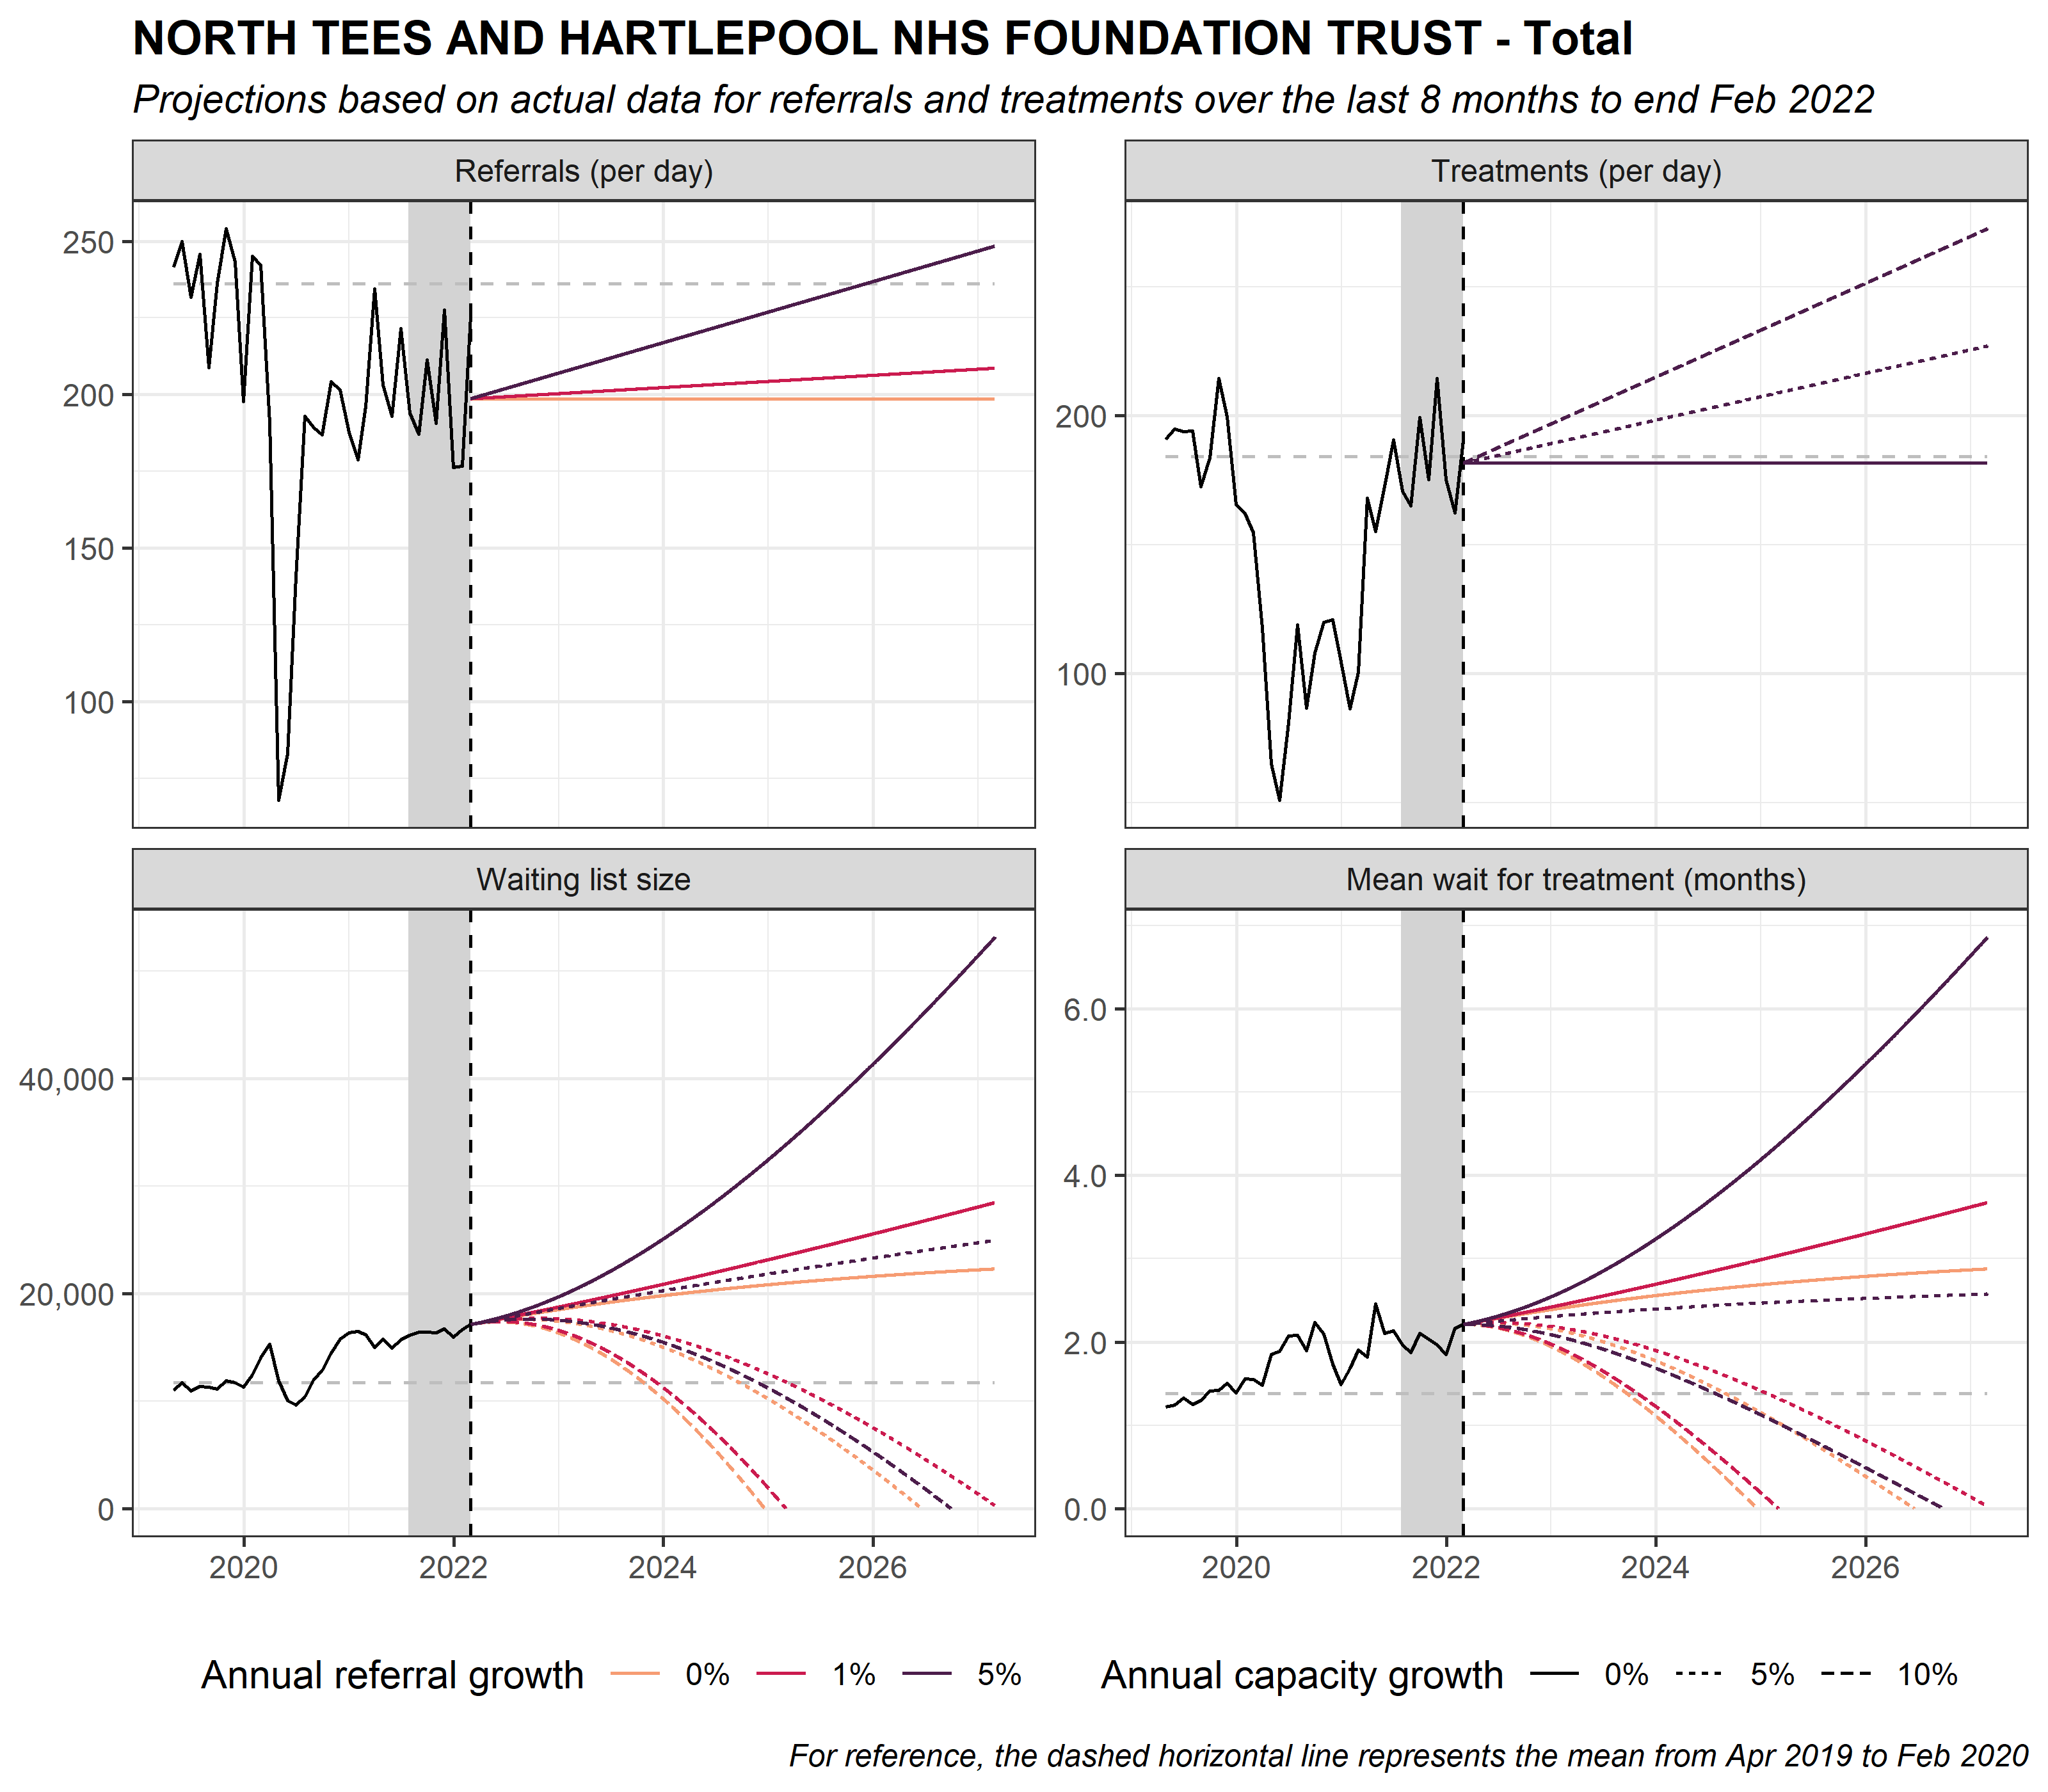 NORTH TEES AND HARTLEPOOL NHS FOUNDATION TRUST - Total
Projections based on actual data for referrals and treatments over the last 8 months to end Feb 2022
Referrals (per day)
250
200
150
100
Treatments (per day)
200
100
Waiting list size
40,000
20,000
0
2020 2022 2024 2026
Mean wait for treatment (months)
6.0
4.0
2.0
0.0
2020 2022 2024 2026
Annual referral growth 0% 1% 5%
Annual capacity growth 0% 5% 10%
For reference, the dashed horizontal line represents the mean from Apr 2019 to Feb 2020